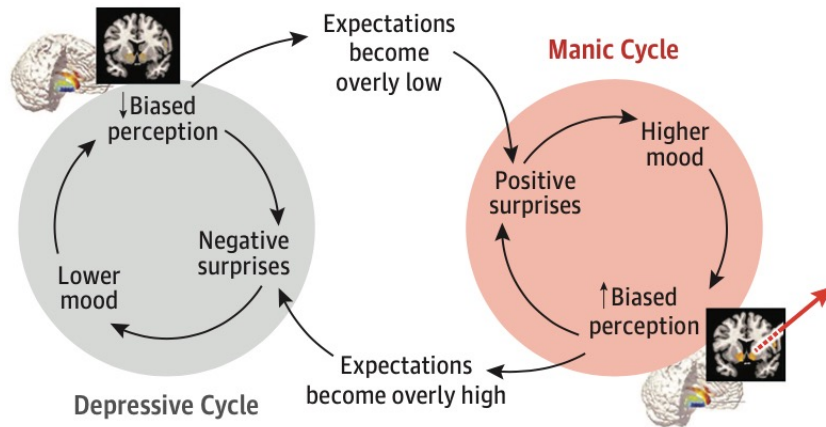 Expectations
become
overly low
Manic Cycle
↓Biased
perception
Higher
mood
Positive
surprises
Negative
surprises
Lower
mood
↑Biased
perception
Expectations
become overly high
Depressive Cycle